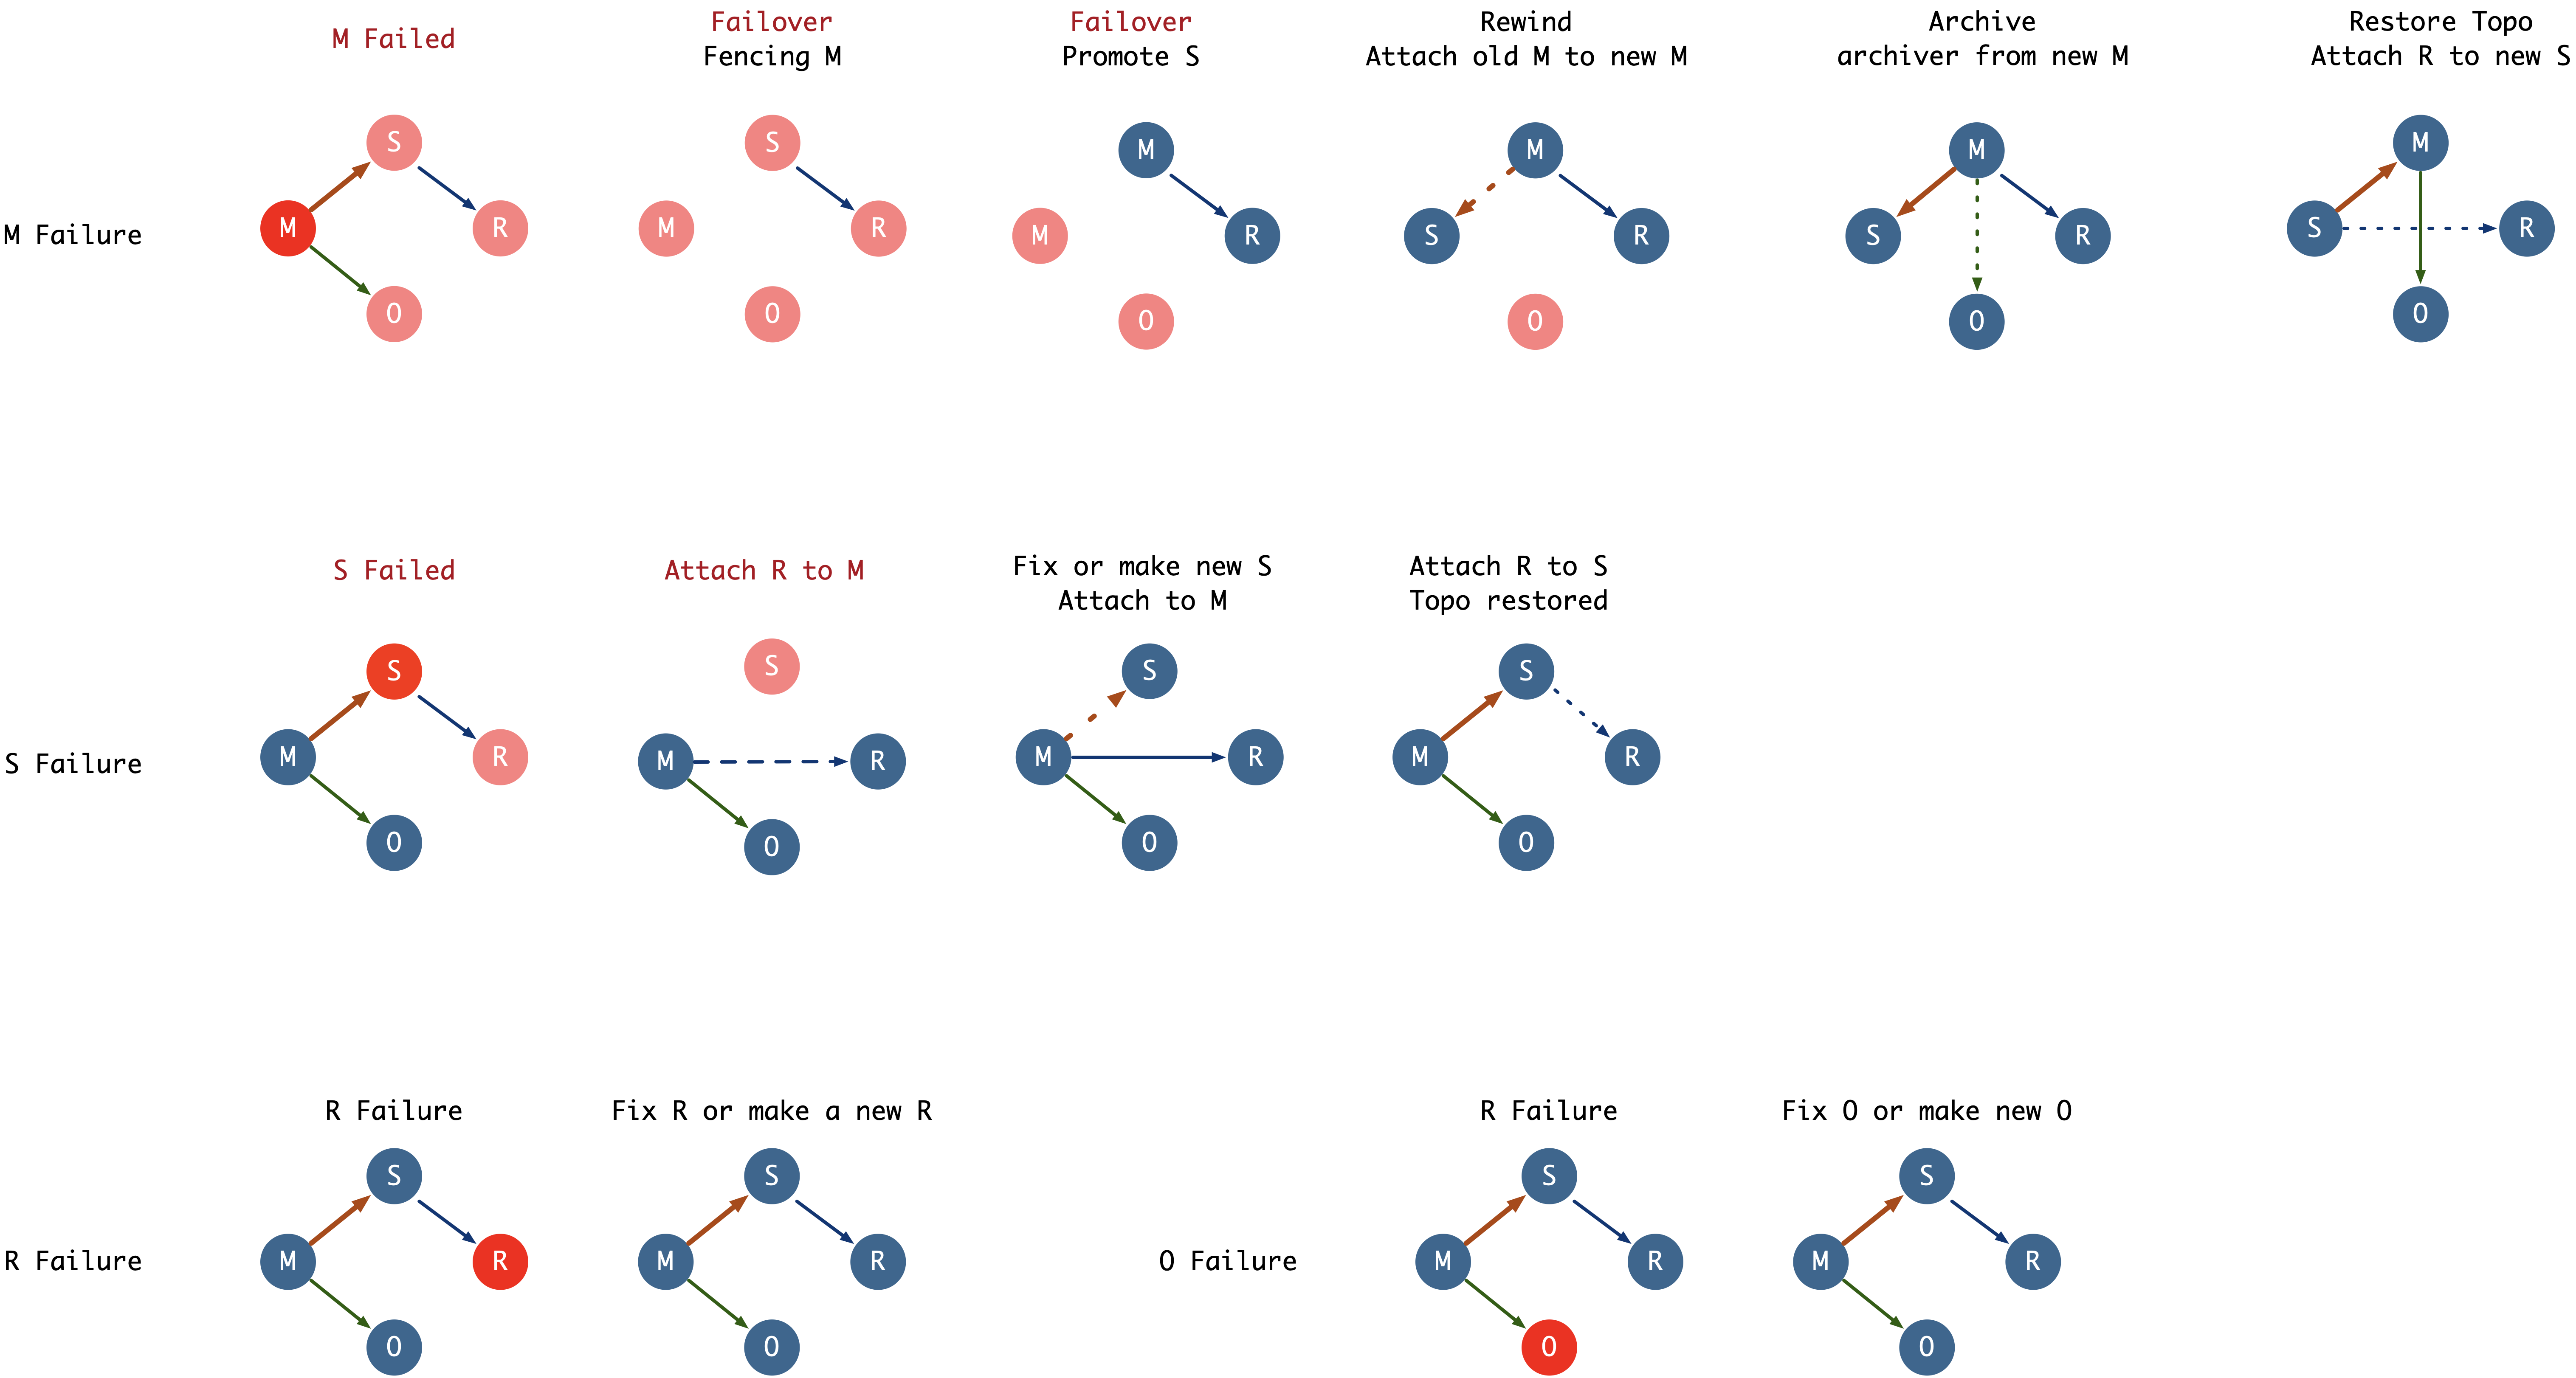 M Failed
Failover
Fencing M
Failover
Promote S
Rewind
Attach old M to new M
Archive
archiver from new M
Restore Topo
Attach R to new S
M Failure
S
M
R
O
S
M
R
O
M
M
R
O
M
S
R
O
M
S
R
O
M
S
R
O
S Failed
Attach R to M
Fix or make new S
Attach to M
Attach R to S
Topo restored
S Failure
S
M
R
O
S
M
R
O
S
M
R
O
S
M
R
O
R Failure
Fix R or make a new R
R Failure
S
M
R
O
S
M
R
O
R Failure
Fix O or make new O
O Failure
S
M
R
O
S
M
R
O